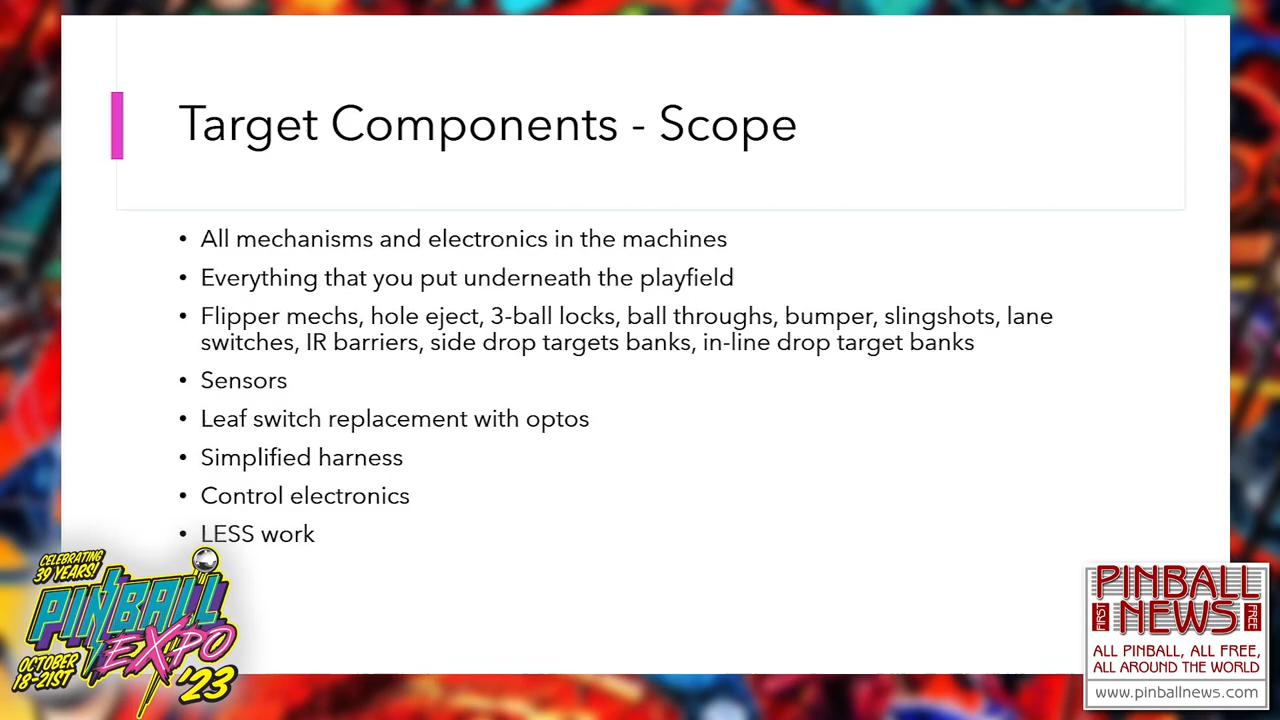 Target Components - Scope
• All mechanisms and electronics in the machines
• Everything that you put underneath the playfield
• Flipper mechs, hole eject, 3-ball locks, ball throughs, bumper, slingshots, lane
switches, IR barriers, side drop targets banks, in-line drop target banks
• Sensors
• Leaf switch replacement with optos
• Simplified harness
• Control electronics
• LESS work
CELEBRATING
39 YEARS!
PINBALL
EXPO
OCTOBER
18-21ST
'23
PINBALL
FIRST NEWS FREE
ALL PINBALL, ALL FREE,
ALL AROUND THE WORLD
www.pinballnews.com